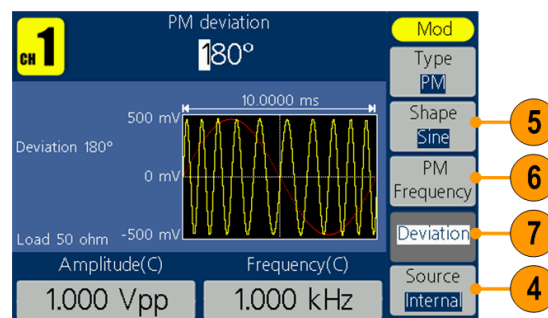 CH 1
PM deviation
180°
Mod
Type
PM
10.0000 ms
500 mV
Shape
Sine
5
Deviation 180°
0 mV
PM
Frequency
6
Load 50 ohm
-500 mV
Deviation
7
Amplitude(C)
Frequency(C)
1.000 Vpp
1.000 kHz
Source
Internal
4